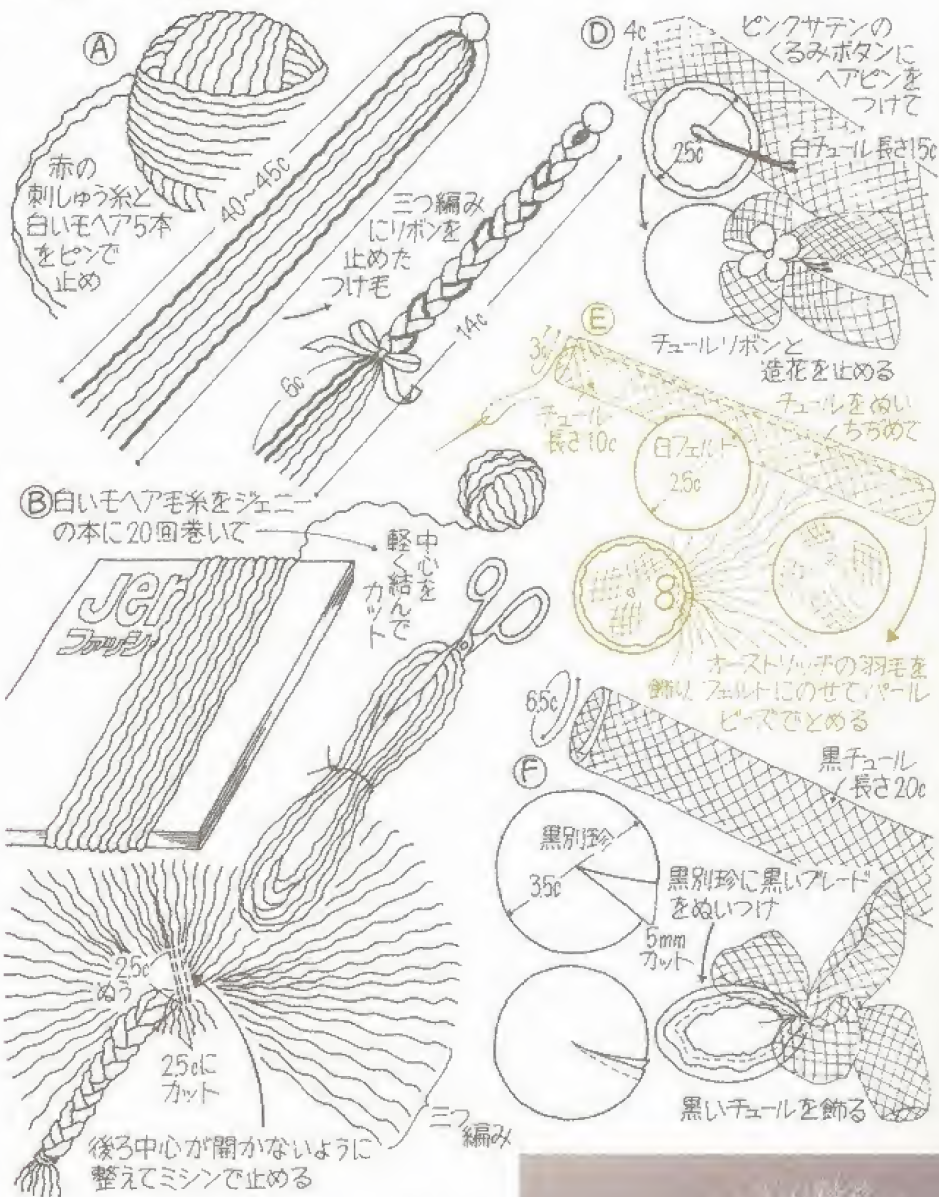 Ⓐ
赤の
刺しゅう糸と
白いモヘア5本
をピンで
止め
40~45c
三つ編み
にリボンを
止めた
つけ毛
6c
14c
Ⓑ白いモヘア毛糸をジェニー
の本に20回巻いて
Jer
ファッシ
中心を
軽く結んで
カット
2.5c
ぬう
2.5cに
カット
三つ
編み
後ろ中心が開かないように
整えてミシンで止める
Ⓓ
4c
ピンクサテンの
くるみボタンに
ヘアピンを
つけて
2.5c
白チュール長さ15c
チュールリボンと
造花を止める
Ⓔ
チュール
長さ10c
チュールをぬい
ちぢめて
白フェルト
2.5c
オーストリッチの羽毛を
飾り、フェルトにのせてパール
ビーズでとめる
Ⓕ
6.5c
黒チュール
長さ20c
黒別珍
3.5c
5mm
カット
黒別珍に黒いブレード
をぬいつけ
黒いチュールを飾る